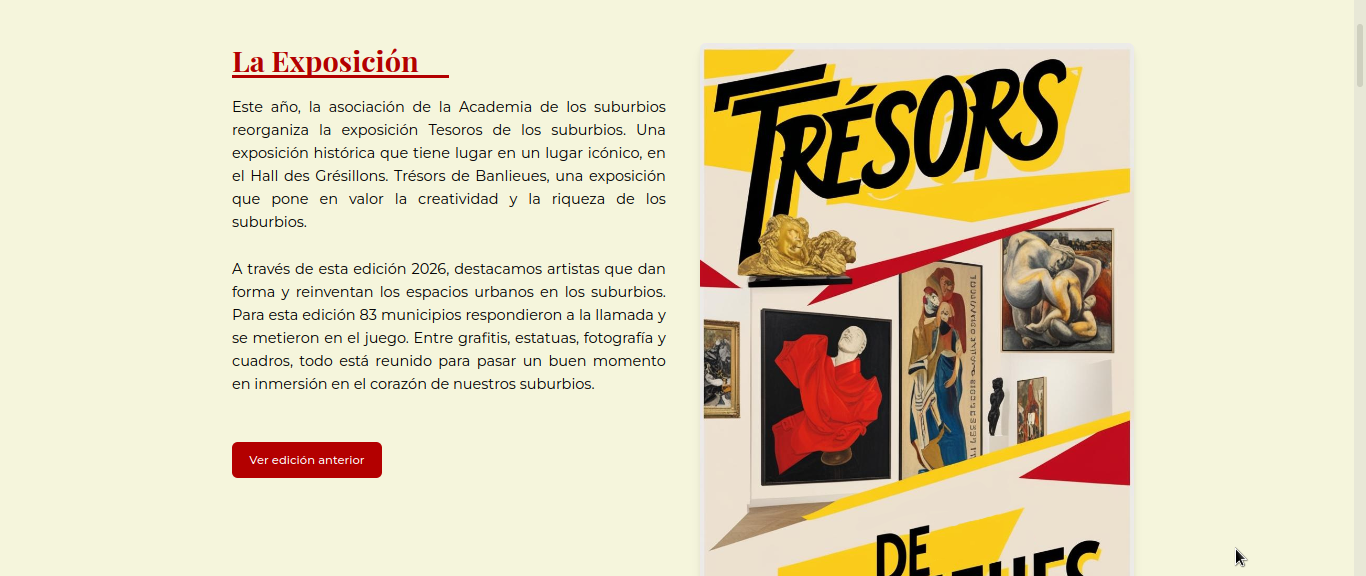 La Exposición
Este año, la asociación de la Academia de los suburbios
reorganiza la exposición Tesoros de los suburbios. Una
exposición histórica que tiene lugar en un lugar icónico, en
el Hall des Grésillons. Trésors de Banlieues, una exposición
que pone en valor la creatividad y la riqueza de los
suburbios.
A través de esta edición 2026, destacamos artistas que dan
forma y reinventan los espacios urbanos en los suburbios.
Para esta edición 83 municipios respondieron a la llamada y
se metieron en el juego. Entre grafitis, estatuas, fotografía y
cuadros, todo está reunido para pasar un buen momento
en inmersión en el corazón de nuestros suburbios.
Ver edición anterior
TRÉSORS
DE